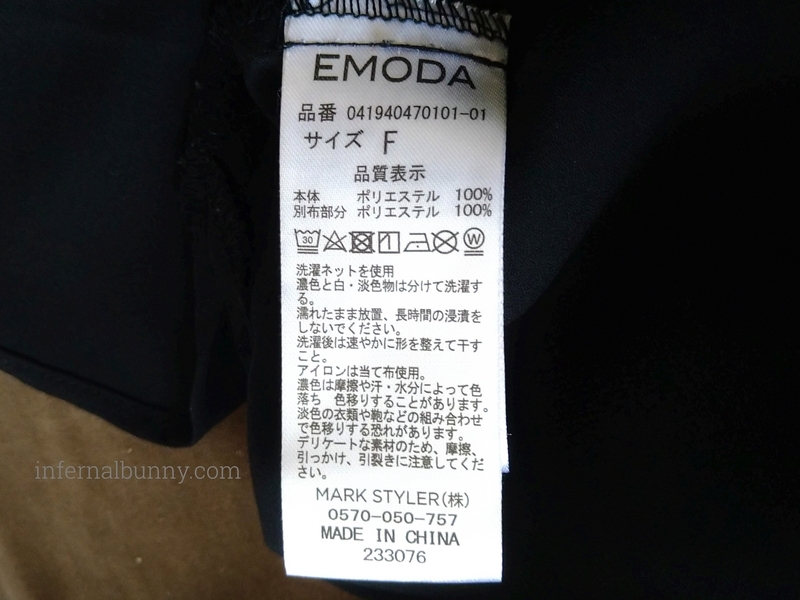 EMODA
品番 041940470101-01
サイズ F
品質表示
本体 ポリエステル 100%
別布部分 ポリエステル 100%
30 W
洗濯ネットを使用
濃色と白・淡色物は分けて洗濯す
る。
濡れたまま放置、長時間の浸漬を
しないでください。
洗濯後は速やかに形を整えて干す
こと。
アイロンは当て布使用。
濃色は摩擦や汗・水分によって色
落ち 色移りすることがあります。
淡色の衣類や鞄などの組み合わせ
で色移りする恐れがあります。
デリケートな素材のため、摩擦、
引っかけ、引裂きに注意してくだ
さい。
MARK STYLER(株)
0570-050-757
MADE IN CHINA
233076
infernalbunny.com